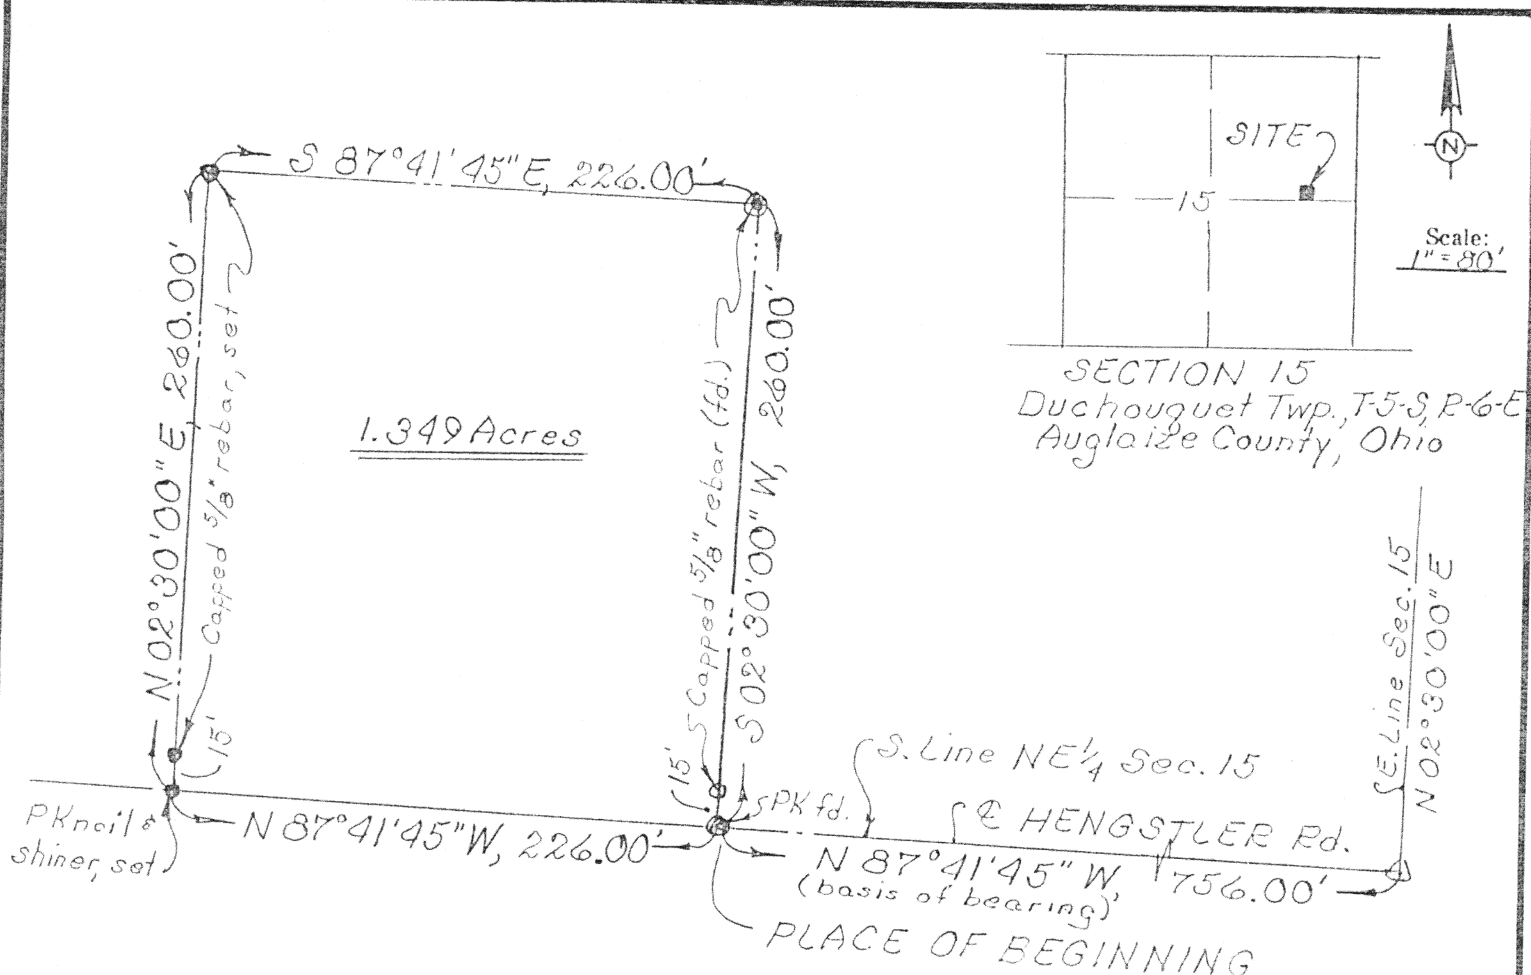 S 87°41'45"E, 226.00'
N 02°30'00"E, 260.00'
Capped 5/8" rebar, set
15'
1.349 Acres
Capped 5/8" rebar (fd.)
S 02°30'00" W, 260.00'
15'
PK fd.
PK nail &
shiner, set
N 87°41'45"W, 226.00'
S. Line NE 1/4 Sec. 15
℄ HENGSTLER Rd.
N 87°41'45" W, 756.00'
(basis of bearing)
PLACE OF BEGINNING
E. Line Sec. 15
N 02°30'00"E
SITE
15
N
Scale:
1"=80'
SECTION 15
Duchouquet Twp., T-5-S, R-6-E
Auglaize County, Ohio